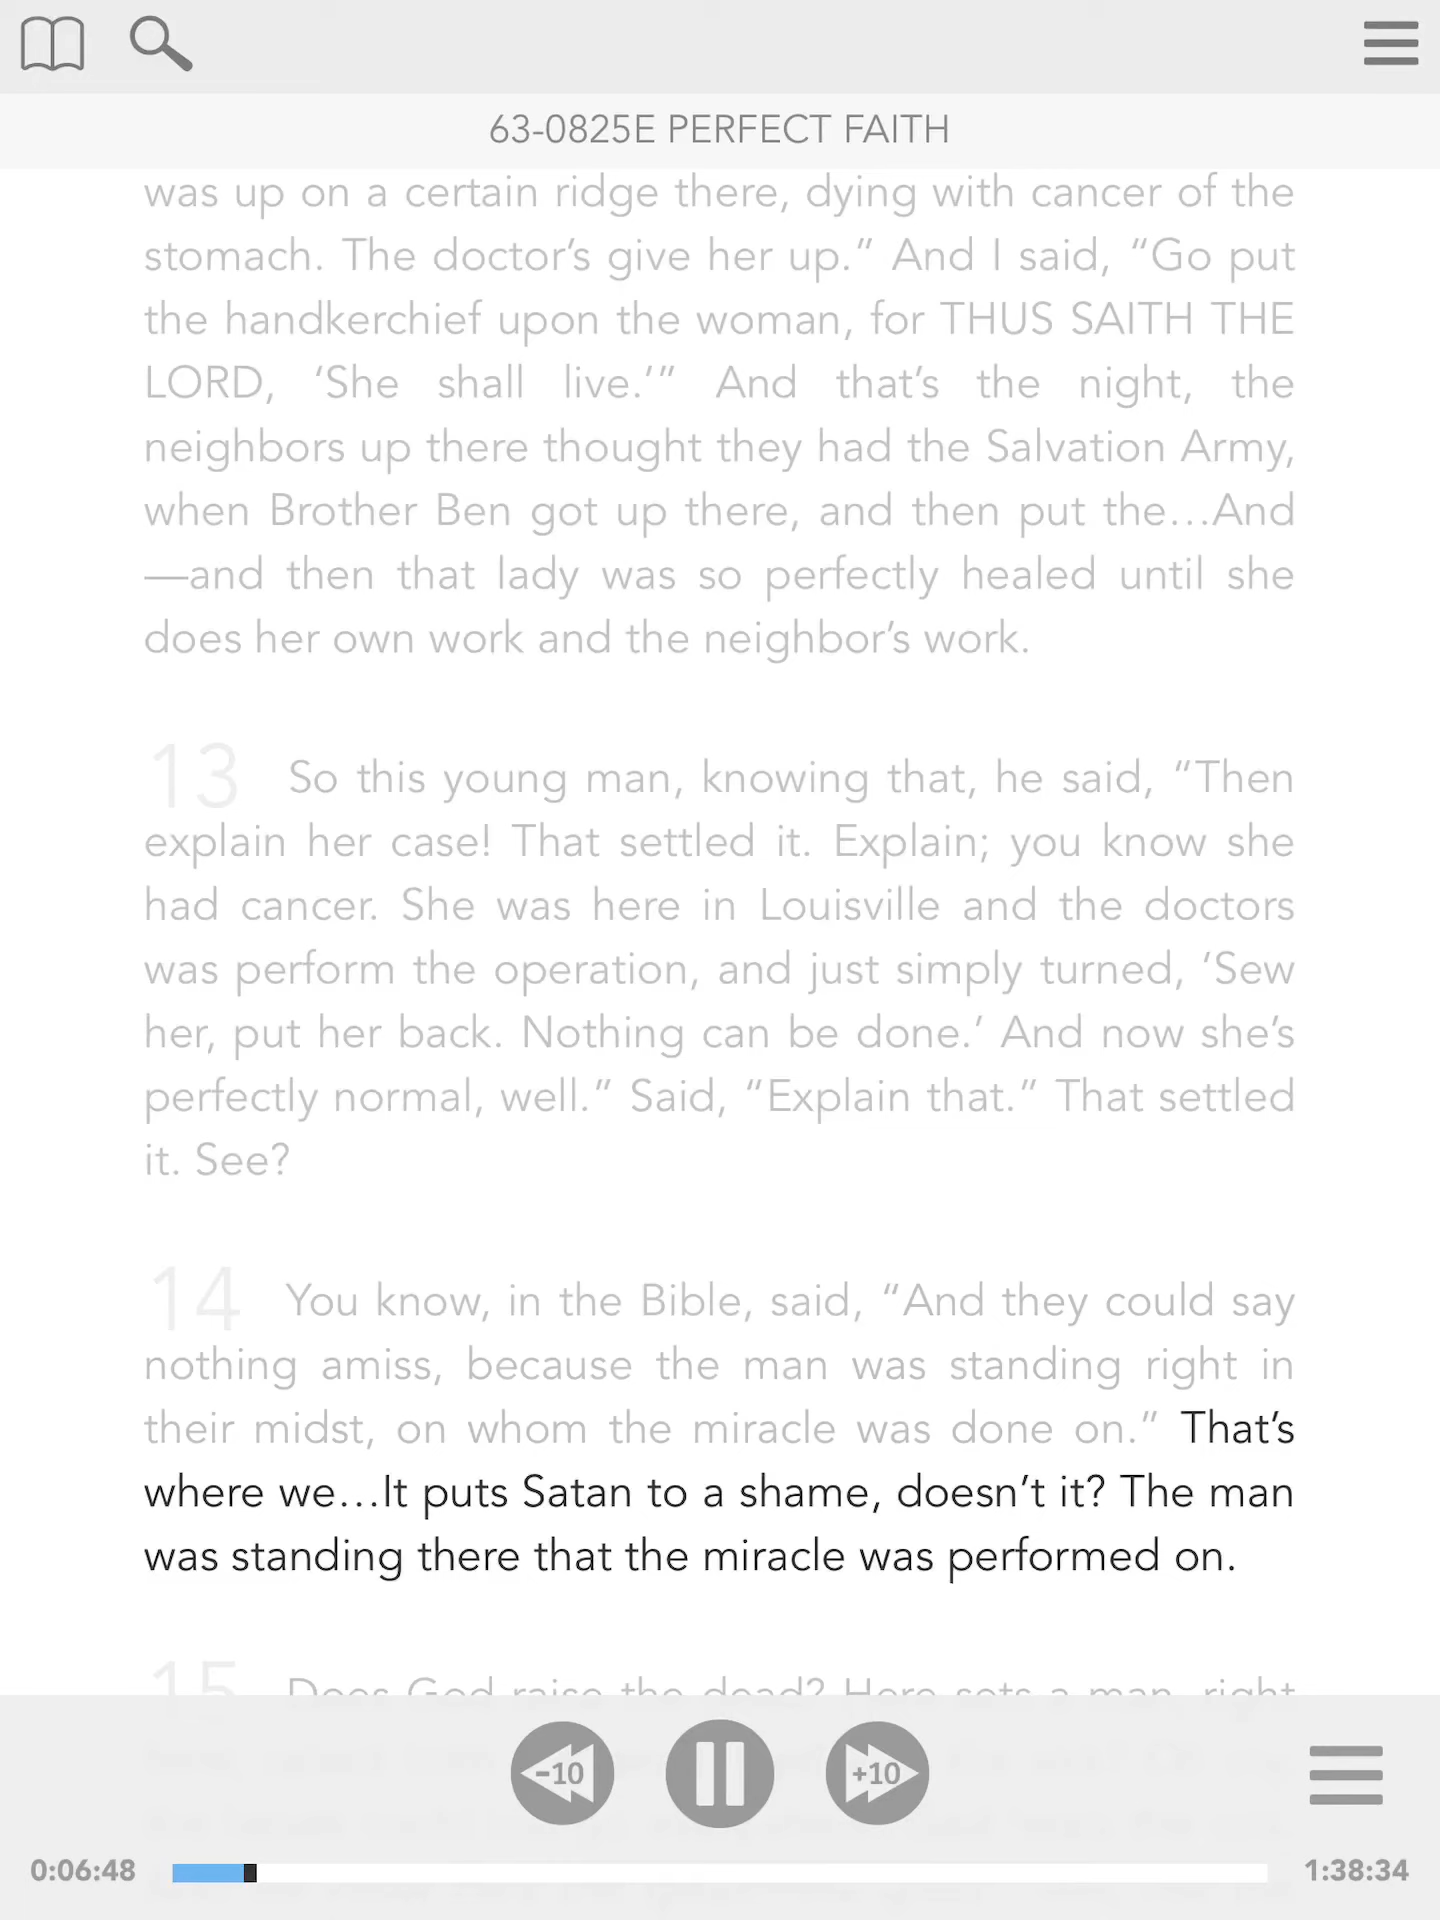 63-0825E PERFECT FAITH
was up on a certain ridge there, dying with cancer of the
stomach. The doctor’s give her up.” And I said, “Go put
the handkerchief upon the woman, for THUS SAITH THE
LORD, ‘She shall live.’” And that’s the night, the
neighbors up there thought they had the Salvation Army,
when Brother Ben got up there, and then put the…And
—and then that lady was so perfectly healed until she
does her own work and the neighbor’s work.
13 So this young man, knowing that, he said, “Then
explain her case! That settled it. Explain; you know she
had cancer. She was here in Louisville and the doctors
was perform the operation, and just simply turned, ‘Sew
her, put her back. Nothing can be done.’ And now she’s
perfectly normal, well.” Said, “Explain that.” That settled
it. See?
14 You know, in the Bible, said, “And they could say
nothing amiss, because the man was standing right in
their midst, on whom the miracle was done on.” That’s
where we…It puts Satan to a shame, doesn’t it? The man
was standing there that the miracle was performed on.
15 Does God raise the dead? Here sets a man, right
-10 +10
0:06:48 1:38:34